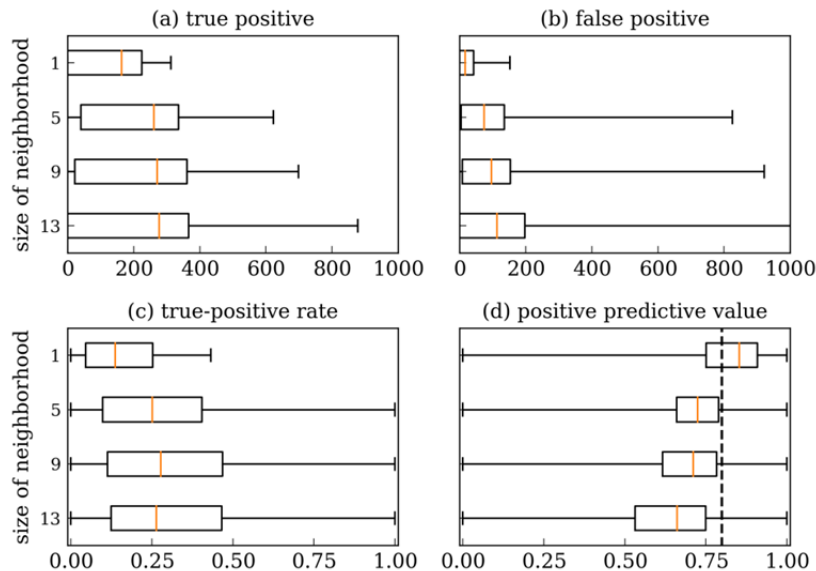 (a) true positive
(b) false positive
size of neighborhood
1
5
9
13
0 200 400 600 800 1000
0 200 400 600 800 1000
(c) true-positive rate
(d) positive predictive value
size of neighborhood
1
5
9
13
0.00 0.25 0.50 0.75 1.00
0.00 0.25 0.50 0.75 1.00